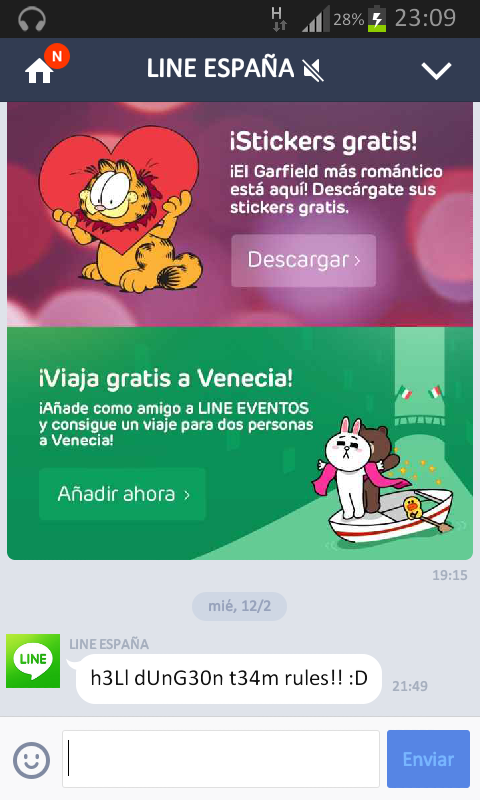 H
28%
23:09
N
LINE ESPAÑA
¡Stickers gratis!
¡El Garfield más romántico
está aquí! Descárgate sus
stickers gratis.
Descargar ›
¡Viaja gratis a Venecia!
¡Añade como amigo a LINE EVENTOS
y consigue un viaje para dos personas
a Venecia!
Añadir ahora ›
19:15
mié, 12/2
LINE ESPAÑA
LINE
h3Ll dUnG30n t34m rules!! :D
21:49
Enviar